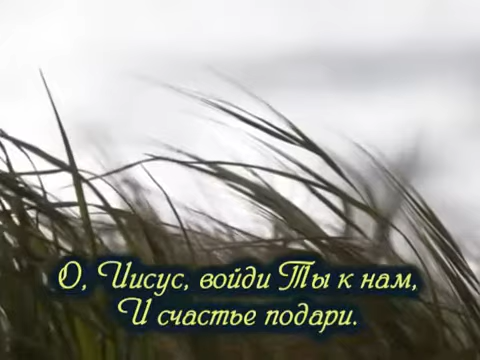 О, Иисус, войди Ты к нам,
И счастье подари.